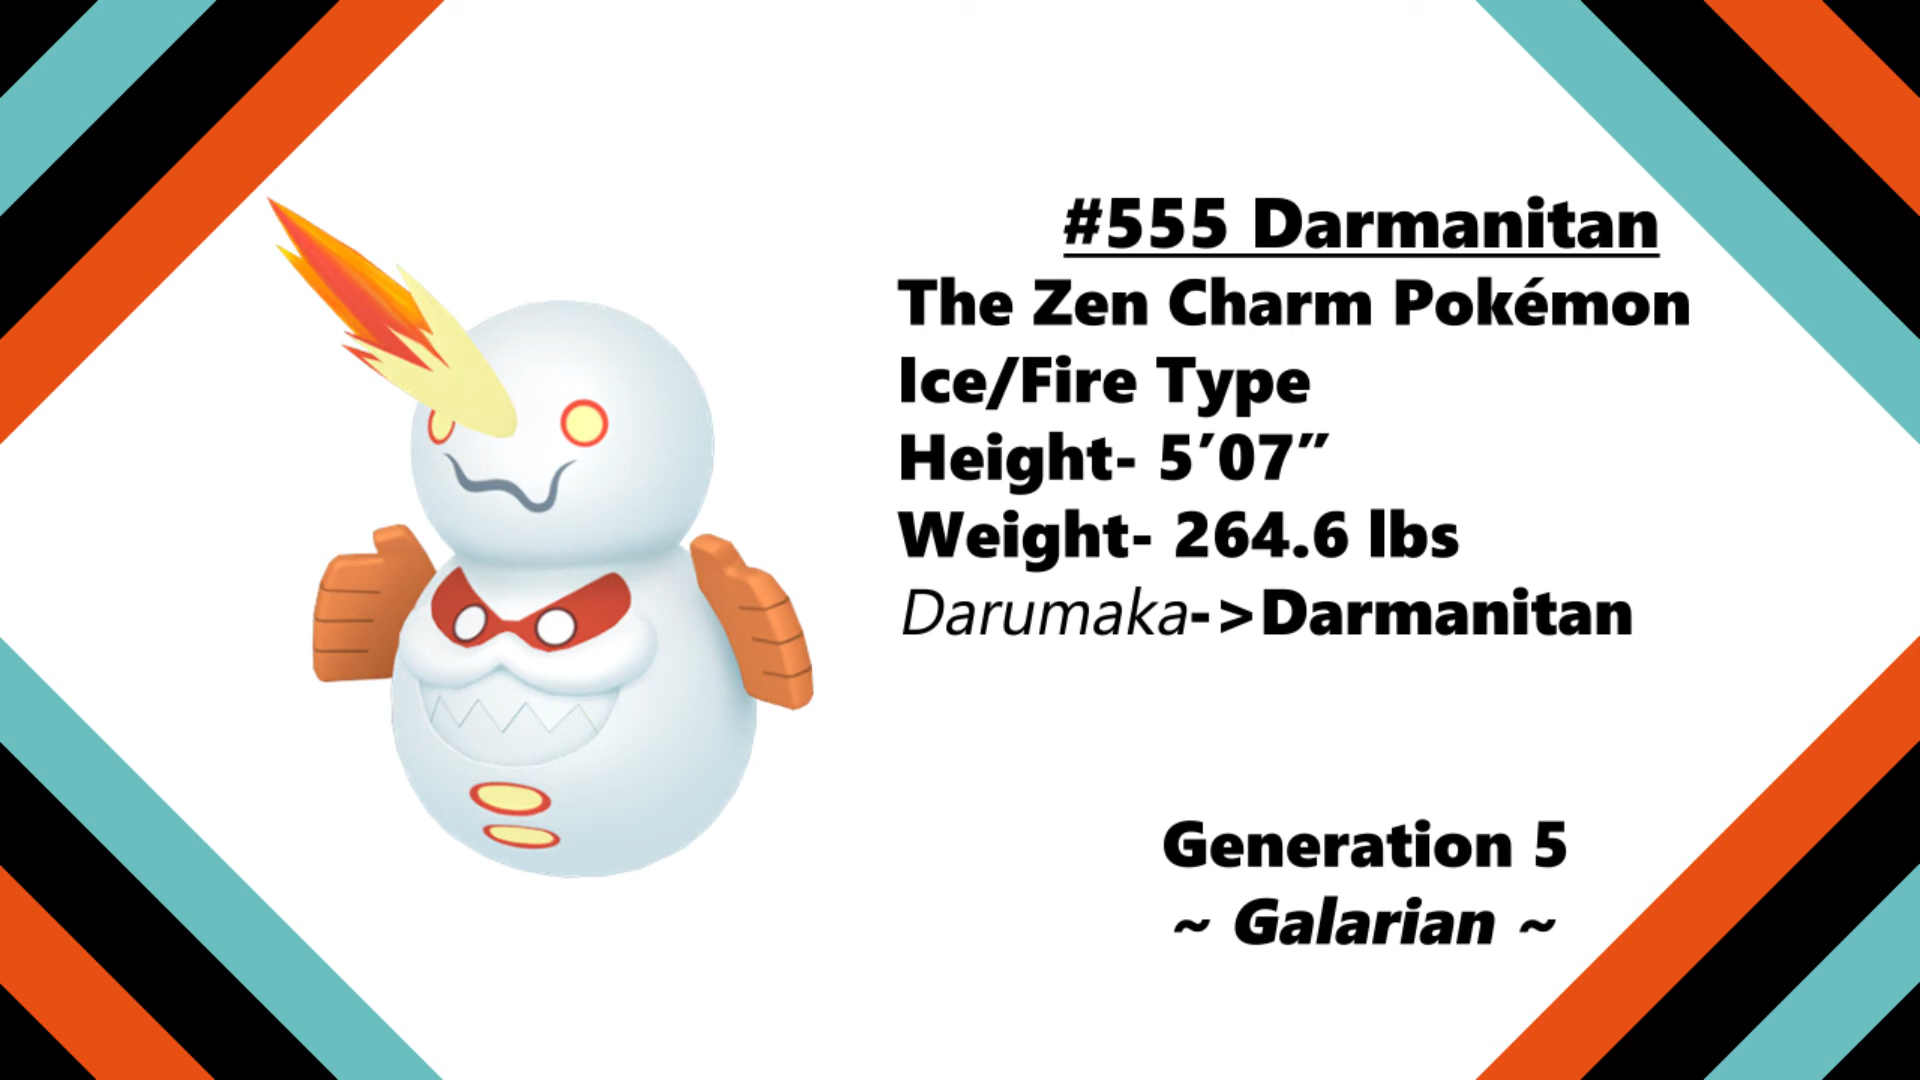 #555 Darmanitan
The Zen Charm Pokémon
Ice/Fire Type
Height- 5′07″
Weight- 264.6 lbs
Darumaka->Darmanitan
Generation 5
~ Galarian ~